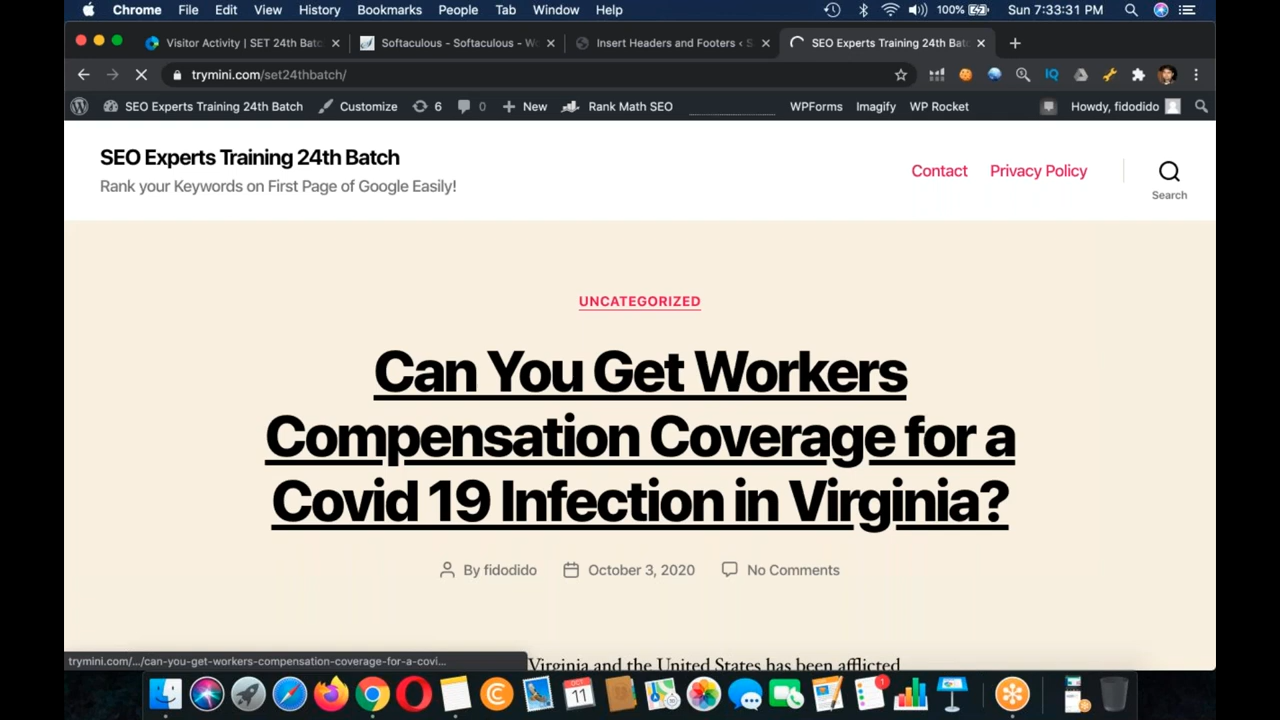 Chrome File Edit View History Bookmarks People Tab Window Help 100% Sun 7:33:31 PM
Visitor Activity | SET 24th Batc Softaculous - Softaculous - Wo Insert Headers and Footers ‹ S SEO Experts Training 24th Batc
trymini.com/set24thbatch/ IQ
SEO Experts Training 24th Batch Customize 6 0 New Rank Math SEO WPForms Imagify WP Rocket Howdy, fidodido
SEO Experts Training 24th Batch
Rank your Keywords on First Page of Google Easily!
Contact Privacy Policy
Search
UNCATEGORIZED
Can You Get Workers
Compensation Coverage for a
Covid 19 Infection in Virginia?
By fidodido October 3, 2020 No Comments
trymini.com/.../can-you-get-workers-compensation-coverage-for-a-covi...
Virginia and the United States has been afflicted
OCT
11
1